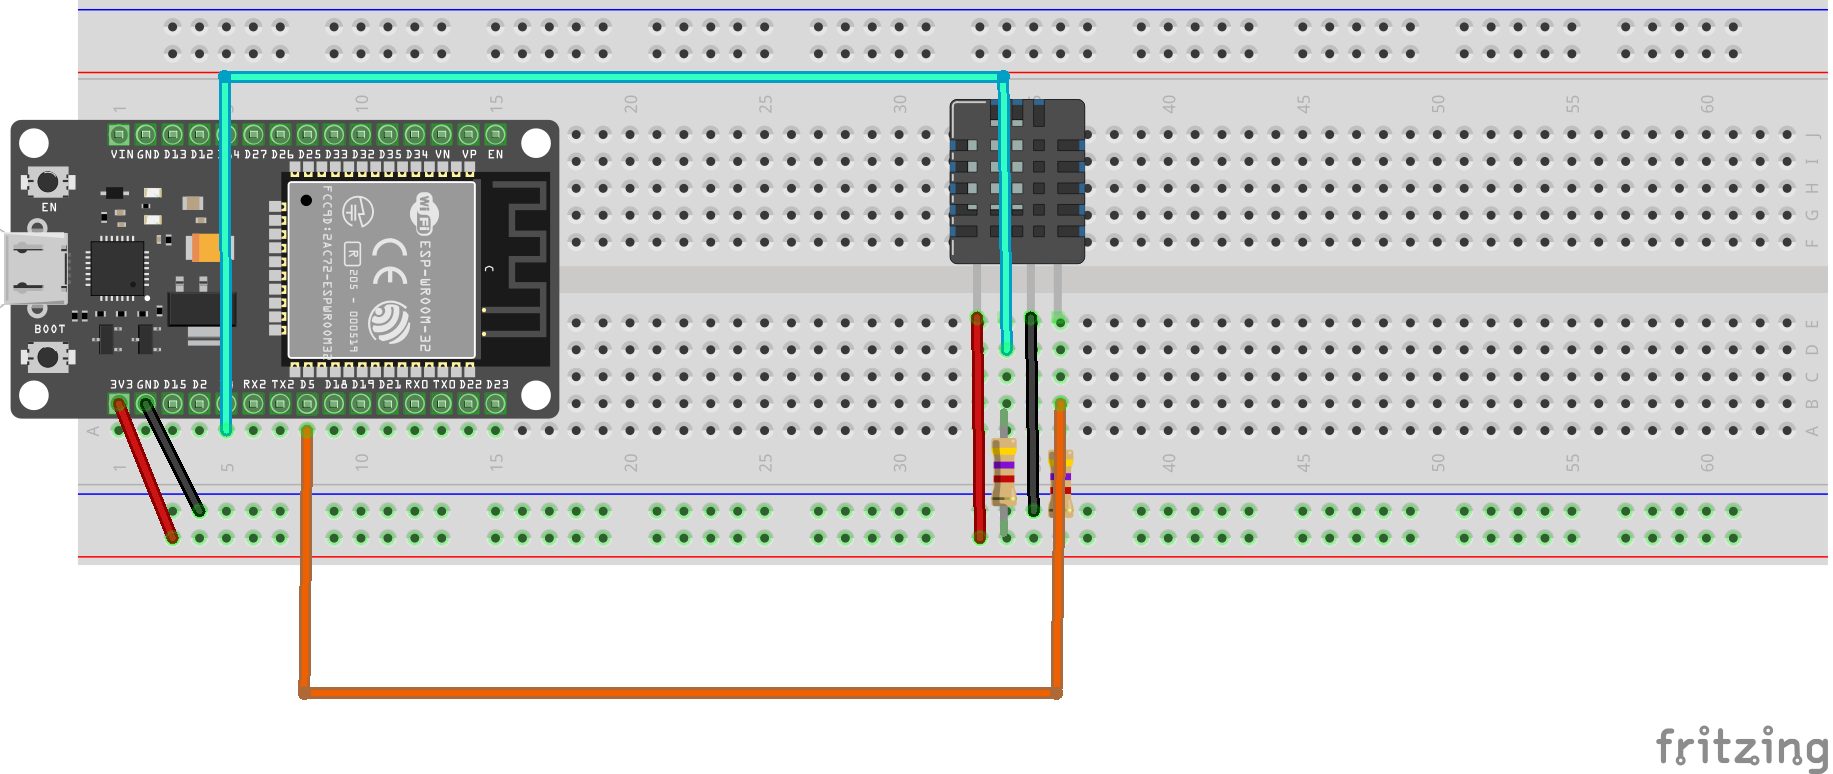 1 5 10 15 20 25 30 35 40 45 50 55 60
VIN GND D13 D12 D14 D27 D26 D25 D33 D32 D35 D34 VN VP EN
J
I
H
G
F
EN
FCC ID:2AC72-ESPWROOM32
R
205 - 000519
CE
WiFi
ESP-WROOM-32
C
BOOT
3V3 GND D15 D2 RX2 TX2 D5 D18 D19 D21 RX0 TX0 D22 D23
E
D
C
B
A
A
1 5 10 15 20 25 30 40 45 50 55 60
fritzing